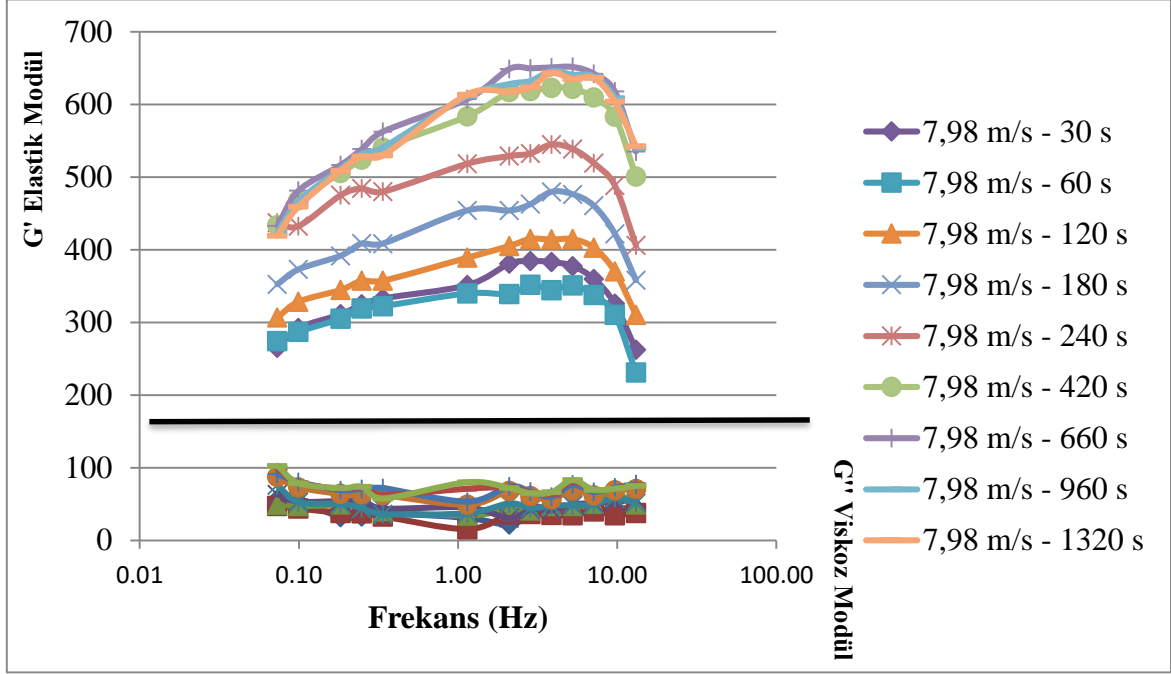 G' Elastik Modül
700
600
500
400
300
200
100
0
0.01
0.10
1.00
10.00
100.00
Frekans (Hz)
G'' Viskoz Modül
7,98 m/s - 30 s
7,98 m/s - 60 s
7,98 m/s - 120 s
7,98 m/s - 180 s
7,98 m/s - 240 s
7,98 m/s - 420 s
7,98 m/s - 660 s
7,98 m/s - 960 s
7,98 m/s - 1320 s